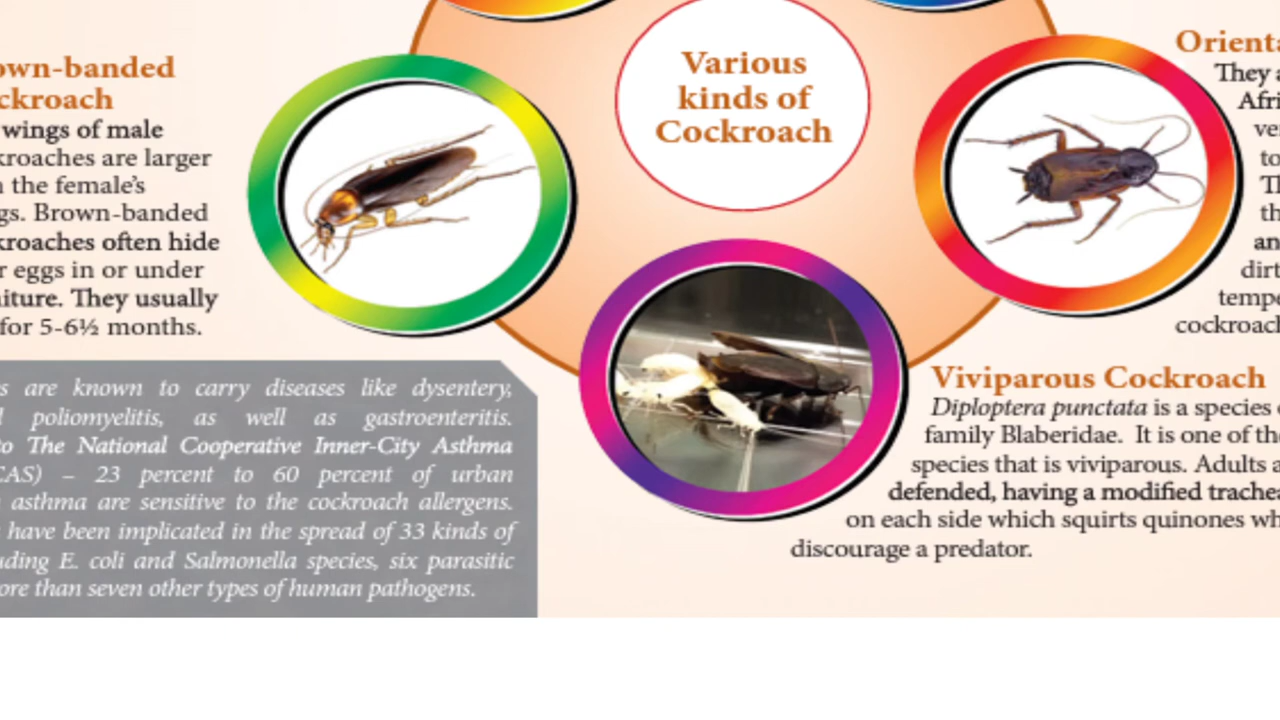 Various
kinds of
Cockroach
own-banded
ckroach
wings of male
kroaches are larger
n the female's
gs. Brown-banded
kroaches often hide
r eggs in or under
niture. They usually
for 5-6½ months.
Orienta
They a
Afri
ve
to
Th
th
an
dirt
tempe
cockroach
Viviparous Cockroach
Diploptera punctata is a species
family Blaberidae. It is one of the
species that is viviparous. Adults a
defended, having a modified trachea
on each side which squirts quinones wh
discourage a predator.
s are known to carry diseases like dysentery,
d poliomyelitis, as well as gastroenteritis.
to The National Cooperative Inner-City Asthma
CAS) – 23 percent to 60 percent of urban
asthma are sensitive to the cockroach allergens.
have been implicated in the spread of 33 kinds of
uding E. coli and Salmonella species, six parasitic
ore than seven other types of human pathogens.